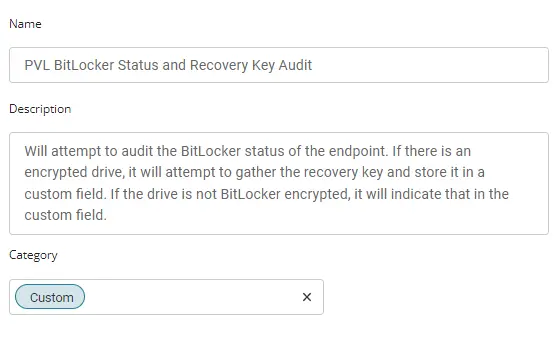 Name
PVL BitLocker Status and Recovery Key Audit
Description
Will attempt to audit the BitLocker status of the endpoint. If there is an
encrypted drive, it will attempt to gather the recovery key and store it in a
custom field. If the drive is not BitLocker encrypted, it will indicate that in the
custom field.
Category
Custom